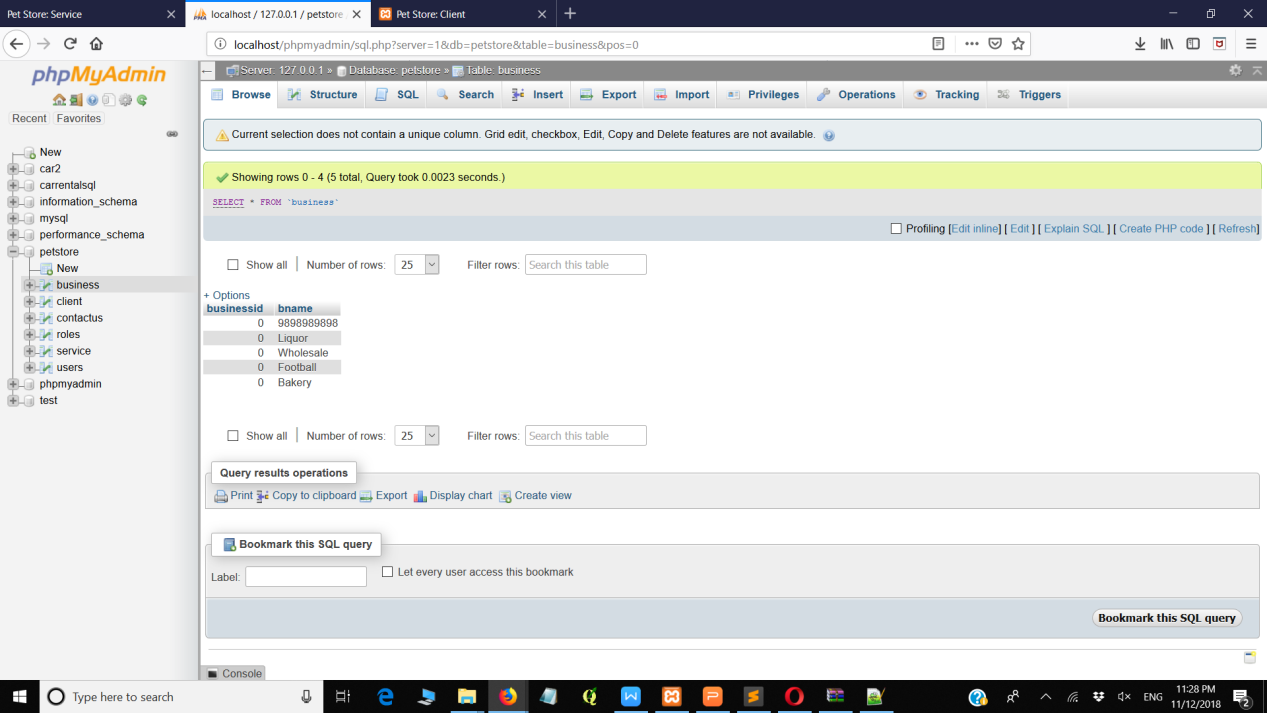 Pet Store: Service
localhost / 127.0.0.1 / petstore
Pet Store: Client
localhost/phpmyadmin/sql.php?server=1&db=petstore&table=business&pos=0
phpMyAdmin
Recent Favorites
New
car2
carrentalsql
information_schema
mysql
performance_schema
petstore
New
business
client
contactus
roles
service
users
phpmyadmin
test
Server: 127.0.0.1 » Database: petstore » Table: business
Browse Structure SQL Search Insert Export Import Privileges Operations Tracking Triggers
Current selection does not contain a unique column. Grid edit, checkbox, Edit, Copy and Delete features are not available.
Showing rows 0 - 4 (5 total, Query took 0.0023 seconds.)
SELECT * FROM `business`
Profiling [Edit inline] [ Edit ] [ Explain SQL ] [ Create PHP code ] [ Refresh]
Show all Number of rows: 25 Filter rows: Search this table
+ Options
businessid bname
0 9898989898
0 Liquor
0 Wholesale
0 Football
0 Bakery
Show all Number of rows: 25 Filter rows: Search this table
Query results operations
Print Copy to clipboard Export Display chart Create view
Bookmark this SQL query
Label: Let every user access this bookmark
Bookmark this SQL query
Console
Type here to search
ENG
11:28 PM
11/12/2018
2